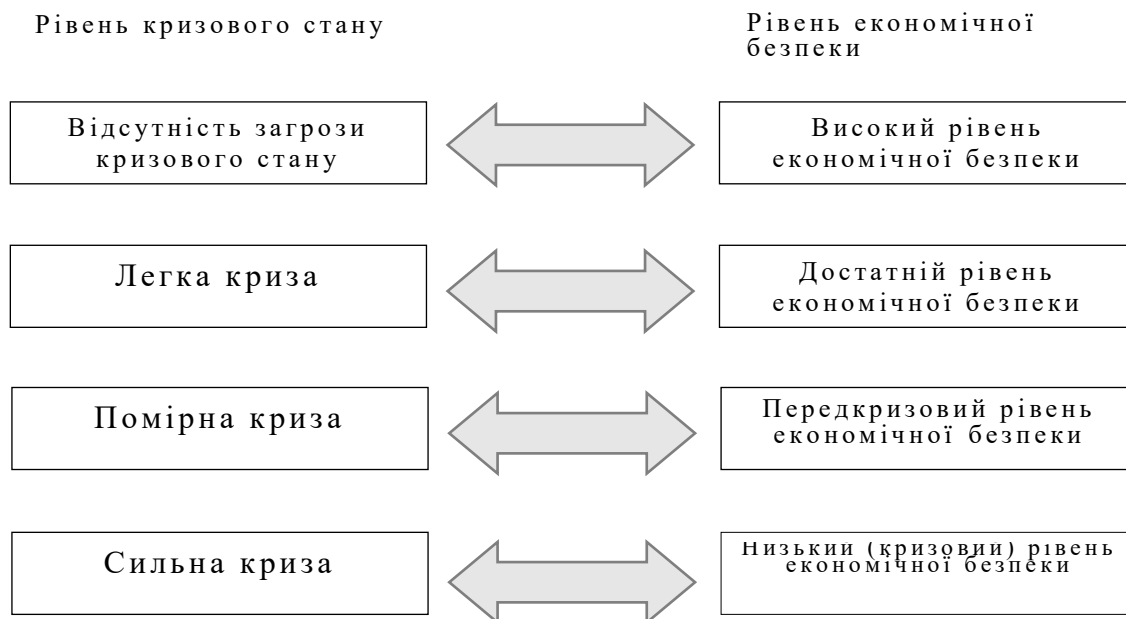 Рівень кризового стану
Рівень економічної
безпеки
Відсутність загрози
кризового стану
Високий рівень
економічної безпеки
Легка криза
Достатній рівень
економічної безпеки
Помірна криза
Передкризовий рівень
економічної безпеки
Сильна криза
Низький (кризовий) рівень
економічної безпеки